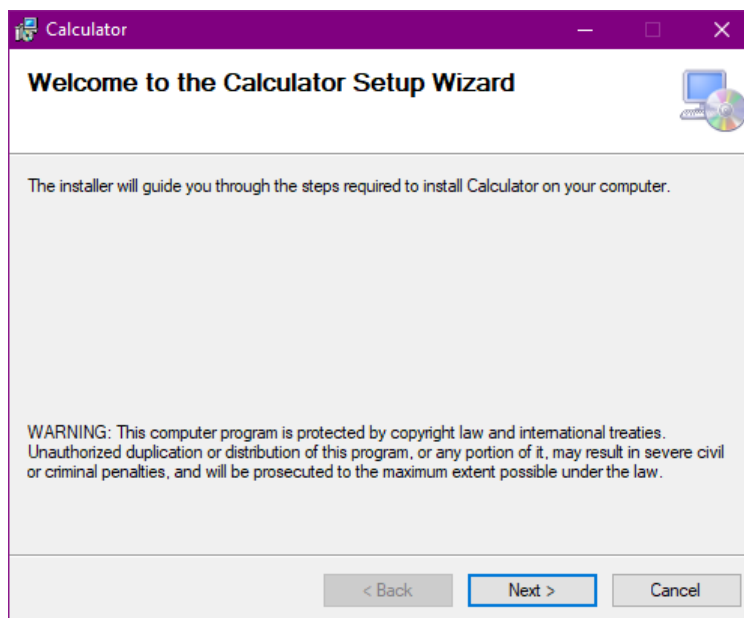 Calculator
Welcome to the Calculator Setup Wizard
The installer will guide you through the steps required to install Calculator on your computer.
WARNING: This computer program is protected by copyright law and international treaties.
Unauthorized duplication or distribution of this program, or any portion of it, may result in severe civil
or criminal penalties, and will be prosecuted to the maximum extent possible under the law.
< Back Next > Cancel